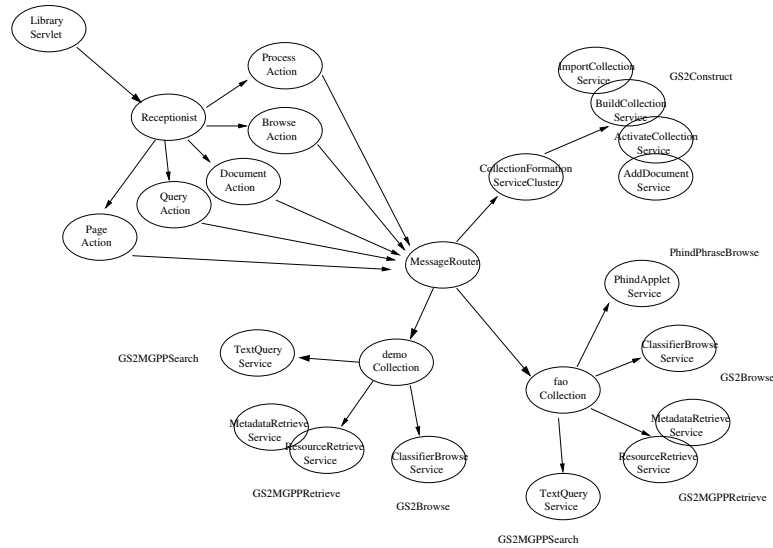 Library
Servlet
Process
Action
ImportCollection
Service
GS2Construct
BuildCollection
Service
Receptionist
Browse
Action
ActivateCollection
Service
CollectionFormation
ServiceCluster
AddDocument
Service
Document
Action
Query
Action
Page
Action
MessageRouter
PhindPhraseBrowse
PhindApplet
Service
GS2MGPPSearch
TextQuery
Service
demo
Collection
ClassifierBrowse
Service
GS2Browse
fao
Collection
MetadataRetrieve
Service
ResourceRetrieve
Service
GS2MGPPRetrieve
ClassifierBrowse
Service
GS2Browse
MetadataRetrieve
Service
ResourceRetrieve
Service
GS2MGPPRetrieve
TextQuery
Service
GS2MGPPSearch